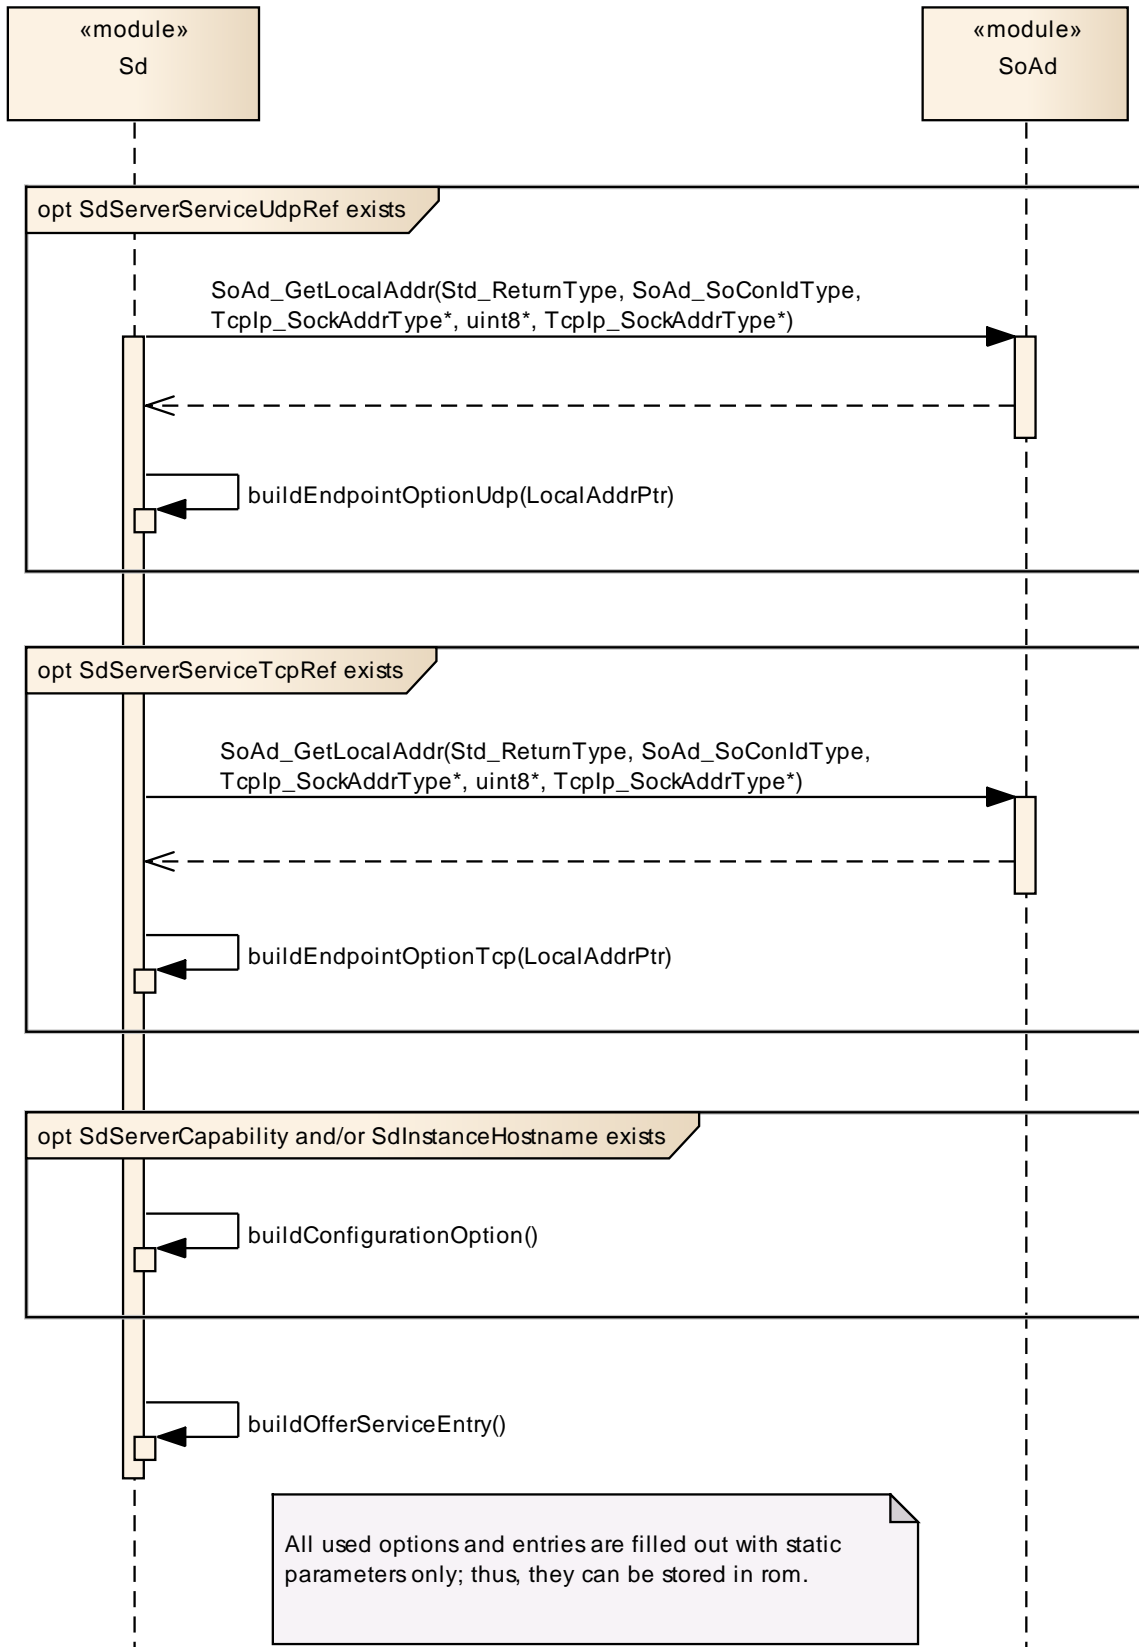 «module»
Sd
«module»
SoAd
opt SdServerServiceUdpRef exists
SoAd_GetLocalAddr(Std_ReturnType, SoAd_SoConIdType,
TcpIp_SockAddrType*, uint8*, TcpIp_SockAddrType*)
buildEndpointOptionUdp(LocalAddrPtr)
opt SdServerServiceTcpRef exists
SoAd_GetLocalAddr(Std_ReturnType, SoAd_SoConIdType,
TcpIp_SockAddrType*, uint8*, TcpIp_SockAddrType*)
buildEndpointOptionTcp(LocalAddrPtr)
opt SdServerCapability and/or SdInstanceHostname exists
buildConfigurationOption()
buildOfferServiceEntry()
All used options and entries are filled out with static
parameters only; thus, they can be stored in rom.